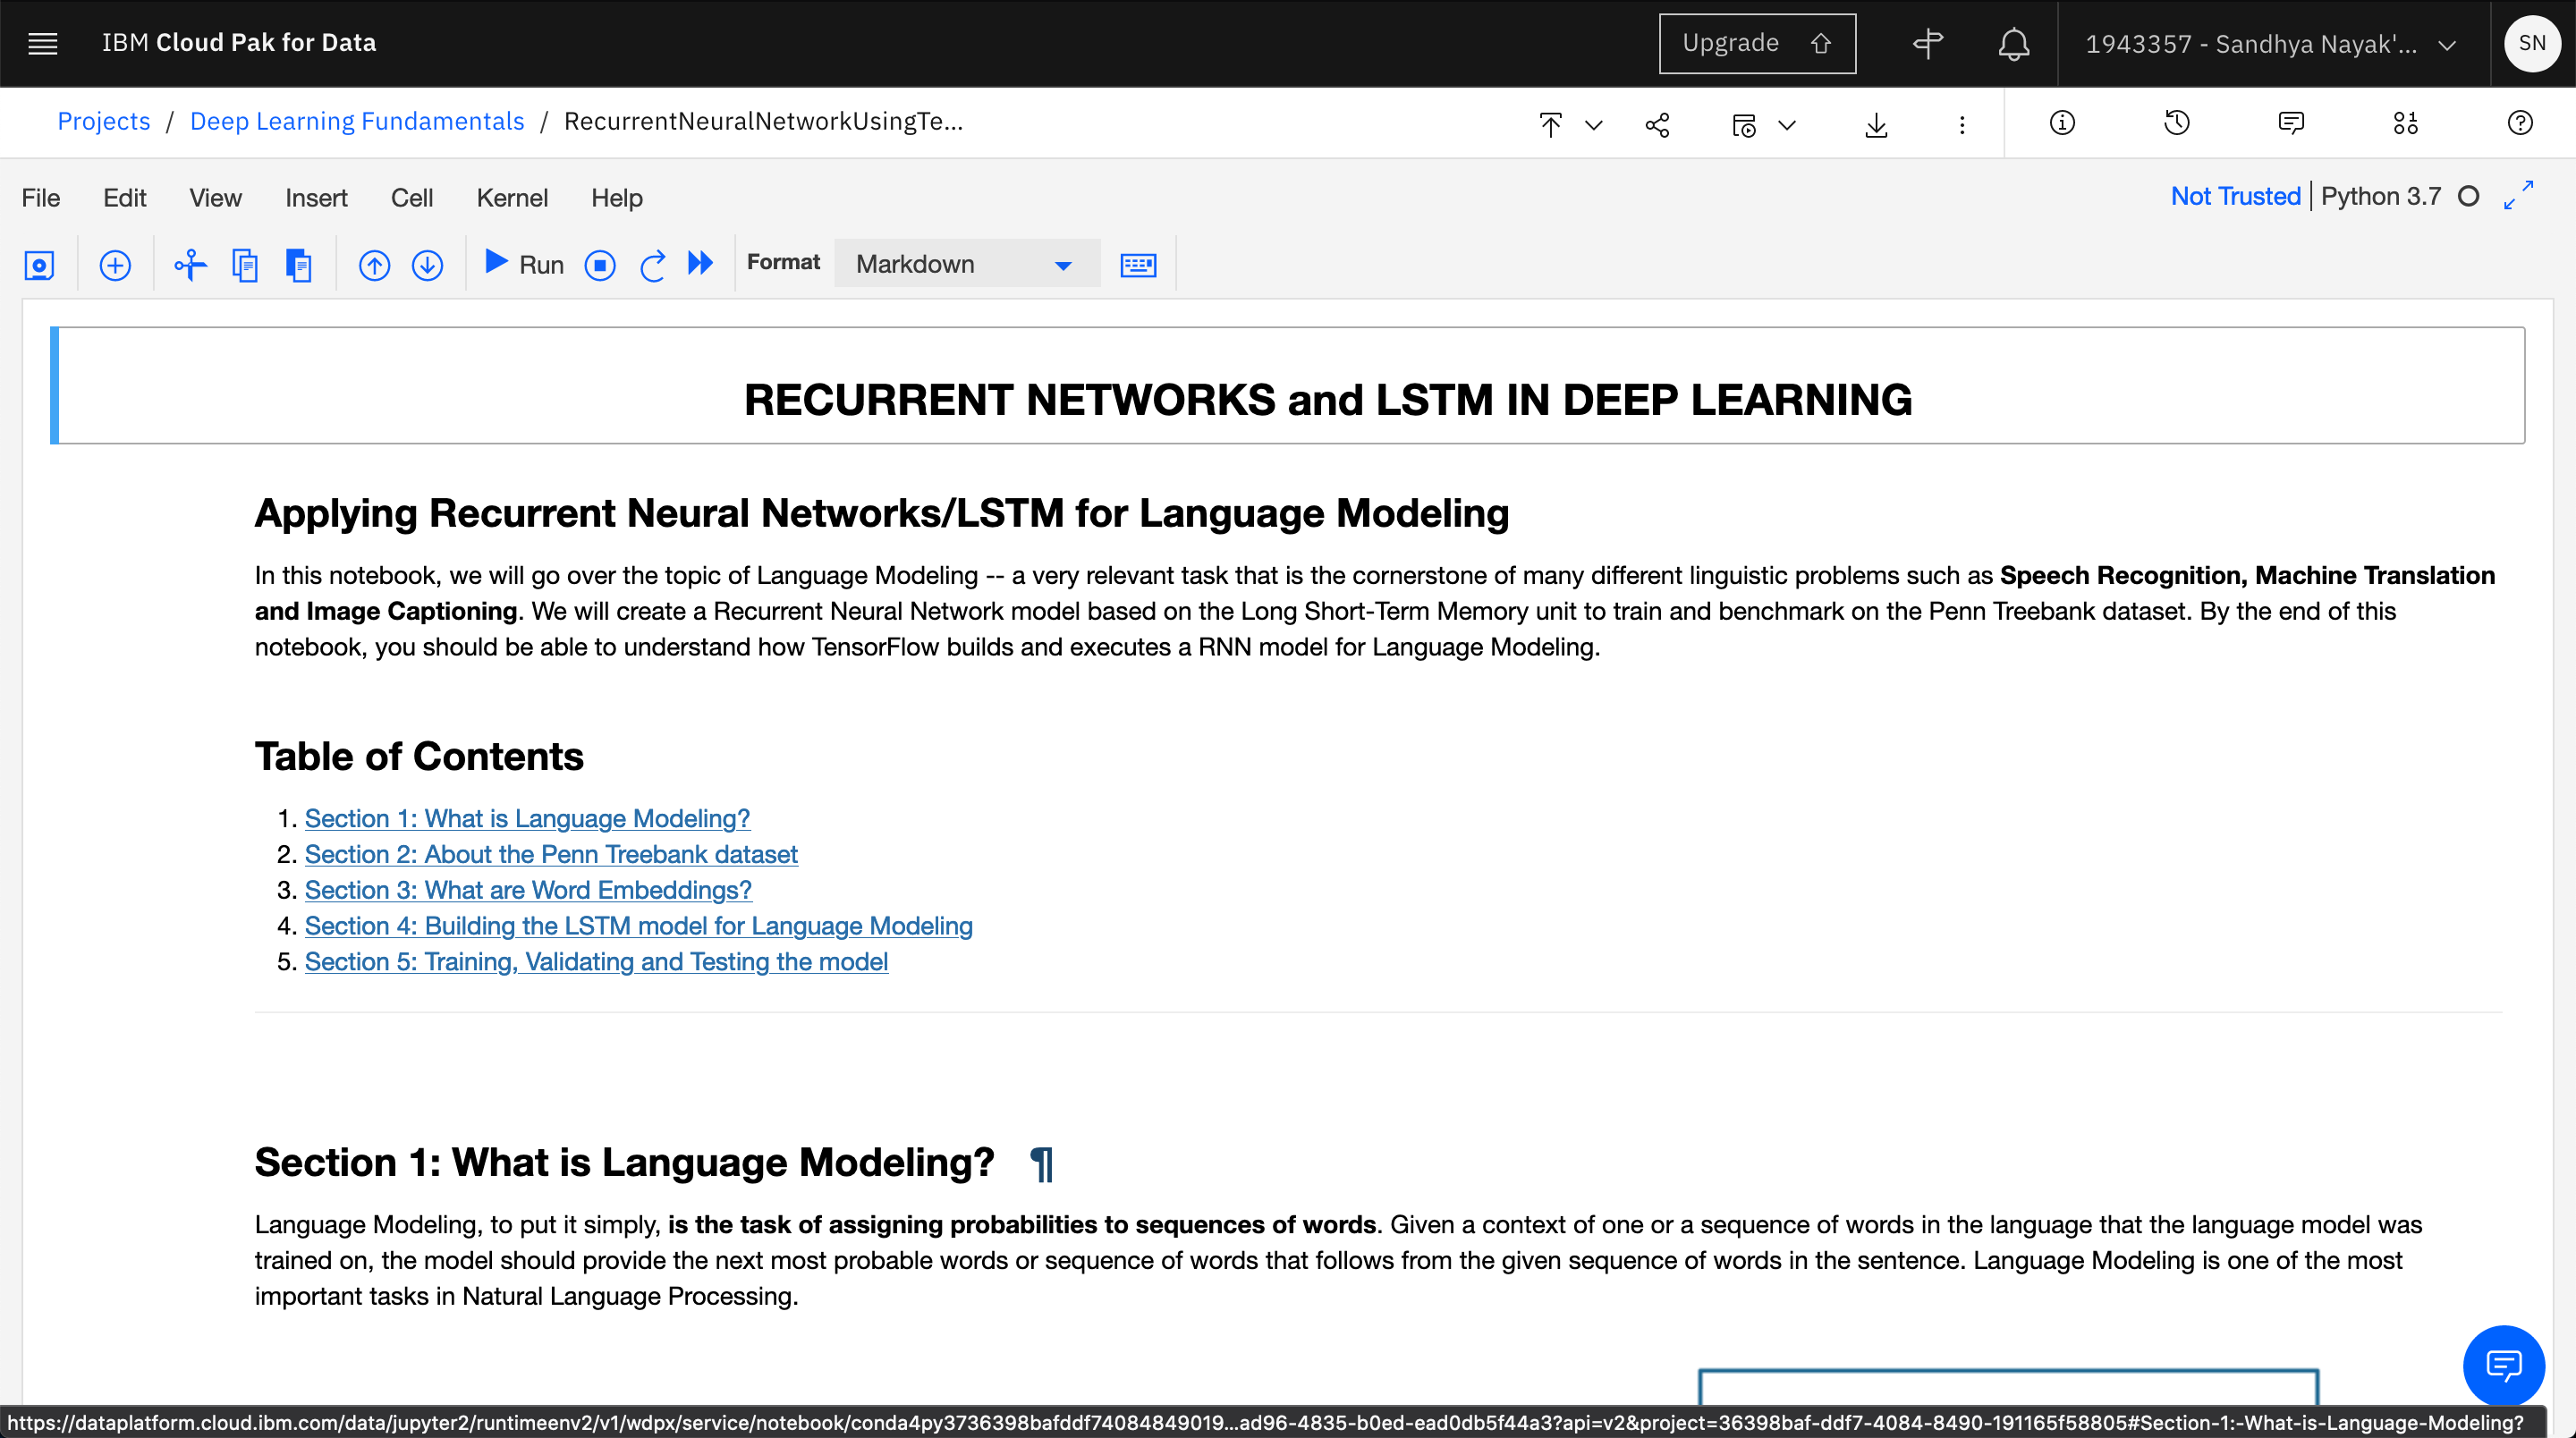 IBM Cloud Pak for Data
Upgrade
1943357 - Sandhya Nayak'...
SN
Projects / Deep Learning Fundamentals / RecurrentNeuralNetworkUsingTe...
File Edit View Insert Cell Kernel Help
Not Trusted | Python 3.7
Run
Format
Markdown
RECURRENT NETWORKS and LSTM IN DEEP LEARNING
Applying Recurrent Neural Networks/LSTM for Language Modeling
In this notebook, we will go over the topic of Language Modeling -- a very relevant task that is the cornerstone of many different linguistic problems such as Speech Recognition, Machine Translation
and Image Captioning. We will create a Recurrent Neural Network model based on the Long Short-Term Memory unit to train and benchmark on the Penn Treebank dataset. By the end of this
notebook, you should be able to understand how TensorFlow builds and executes a RNN model for Language Modeling.
Table of Contents
1. Section 1: What is Language Modeling?
2. Section 2: About the Penn Treebank dataset
3. Section 3: What are Word Embeddings?
4. Section 4: Building the LSTM model for Language Modeling
5. Section 5: Training, Validating and Testing the model
Section 1: What is Language Modeling? ¶
Language Modeling, to put it simply, is the task of assigning probabilities to sequences of words. Given a context of one or a sequence of words in the language that the language model was
trained on, the model should provide the next most probable words or sequence of words that follows from the given sequence of words in the sentence. Language Modeling is one of the most
important tasks in Natural Language Processing.
https://dataplatform.cloud.ibm.com/data/jupyter2/runtimeenv2/v1/wdpx/service/notebook/conda4py3736398bafddf74084849019...ad96-4835-b0ed-ead0db5f44a3?api=v2&project=36398baf-ddf7-4084-8490-191165f58805#Section-1:-What-is-Language-Modeling?